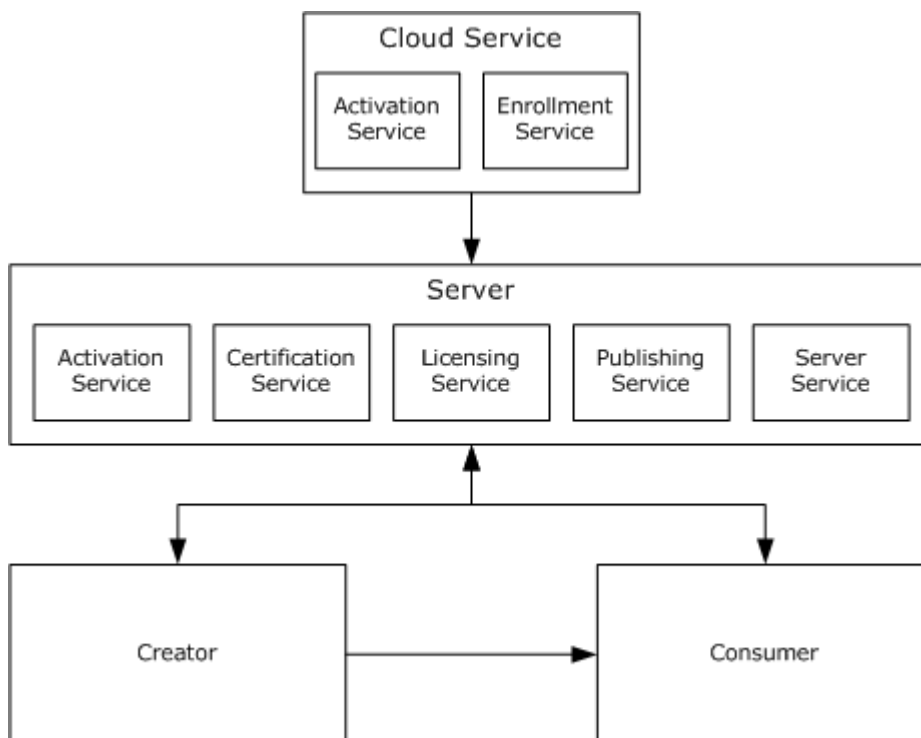 Cloud Service
Activation
Service
Enrollment
Service
Server
Activation
Service
Certification
Service
Licensing
Service
Publishing
Service
Server
Service
Creator
Consumer